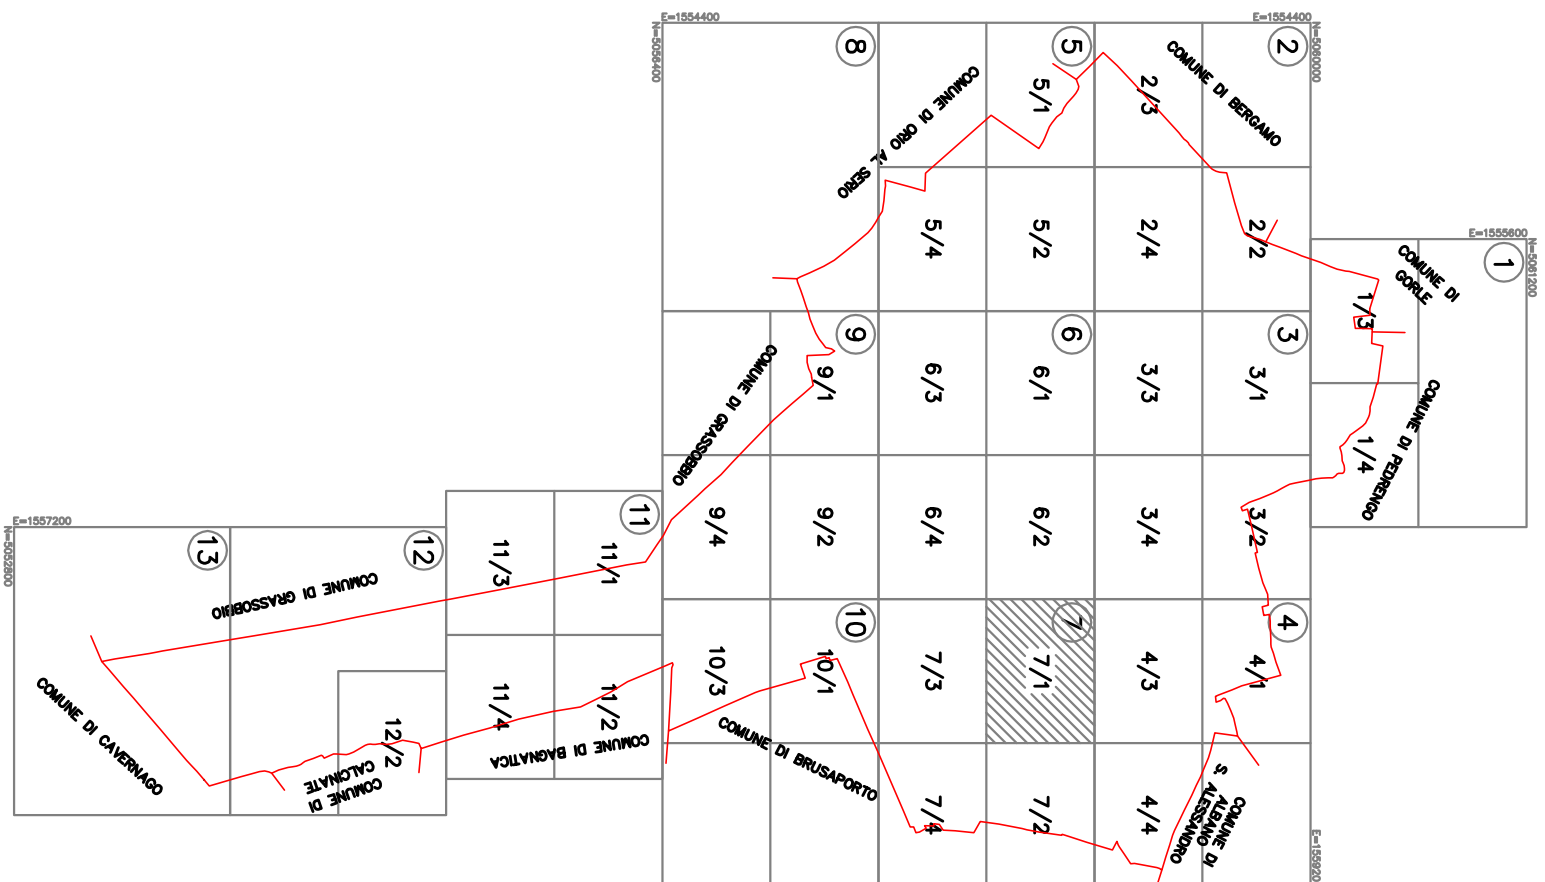 E=1554400
E=1554400
N=5056400
N=5060000
8
5
2
COMUNE DI BERGAMO
COMUNE DI ORIO AL SERIO
5/1
2/3
E=1555600
N=5061200
1
COMUNE DI
GORLE
5/4
5/2
2/4
2/2
1/3
9
6
3
COMUNE DI GRASSOBBIO
9/1
6/3
6/1
3/3
3/1
COMUNE DI PEDRENGO
1/4
E=1557200
N=5052800
13
12
11
COMUNE DI GRASSOBBIO
11/3
11/1
9/4
9/2
6/4
6/2
3/4
3/2
10
7
4
10/3
10/1
7/3
7/1
4/3
4/1
COMUNE DI CAVERNAGO
12/2
11/4
11/2
COMUNE DI
CALCINATE
COMUNE DI BAGNATICA
COMUNE DI BRUSAPORTO
7/4
7/2
4/4
COMUNE DI
ALBANO
S. ALESSANDRO
E=155920